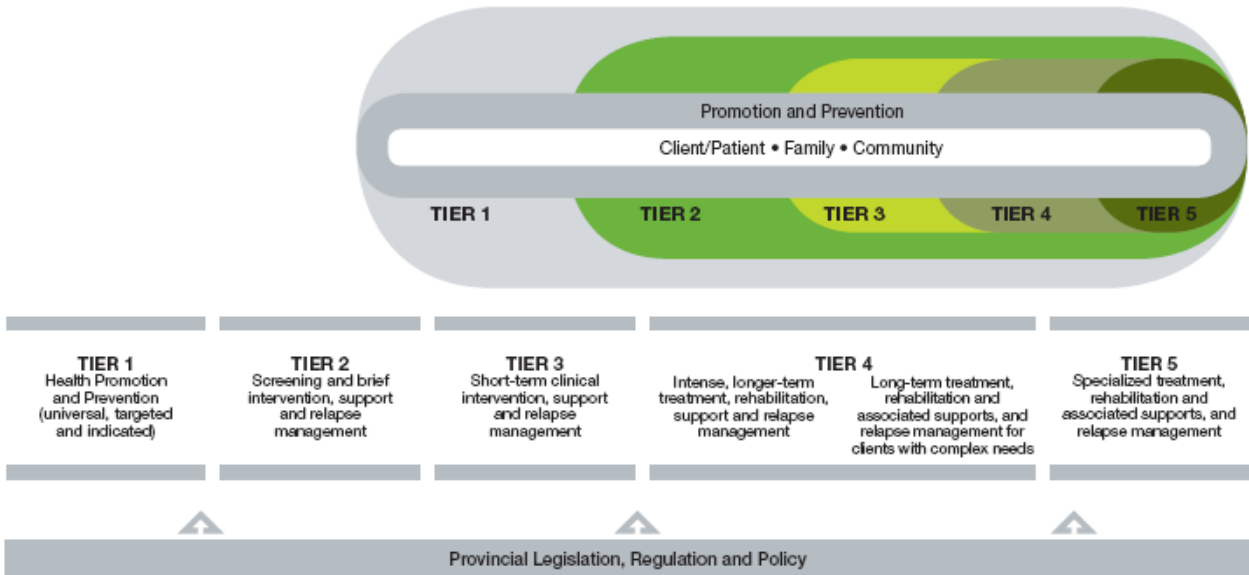 Promotion and Prevention
Client/Patient • Family • Community
TIER 1
TIER 2
TIER 3
TIER 4
TIER 5
TIER 1
Health Promotion
and Prevention
(universal, targeted
and indicated)
TIER 2
Screening and brief
intervention, support
and relapse
management
TIER 3
Short-term clinical
intervention, support
and relapse
management
TIER 4
Intense, longer-term
treatment, rehabilitation,
support and relapse
management
Long-term treatment,
rehabilitation and
associated supports, and
relapse management for
clients with complex needs
TIER 5
Specialized treatment,
rehabilitation and
associated supports, and
relapse management
Provincial Legislation, Regulation and Policy